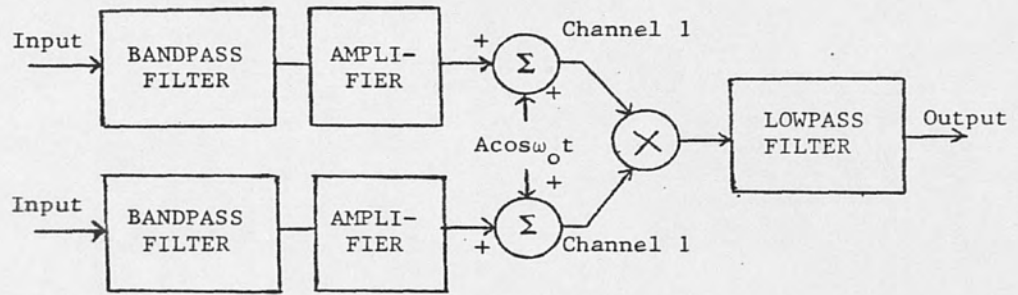 Input
BANDPASS
FILTER
AMPLI-
FIER
+
Σ
+
Channel 1
Acosω₀t
×
LOWPASS
FILTER
Output
Input
BANDPASS
FILTER
AMPLI-
FIER
+
Σ
+
Channel 1